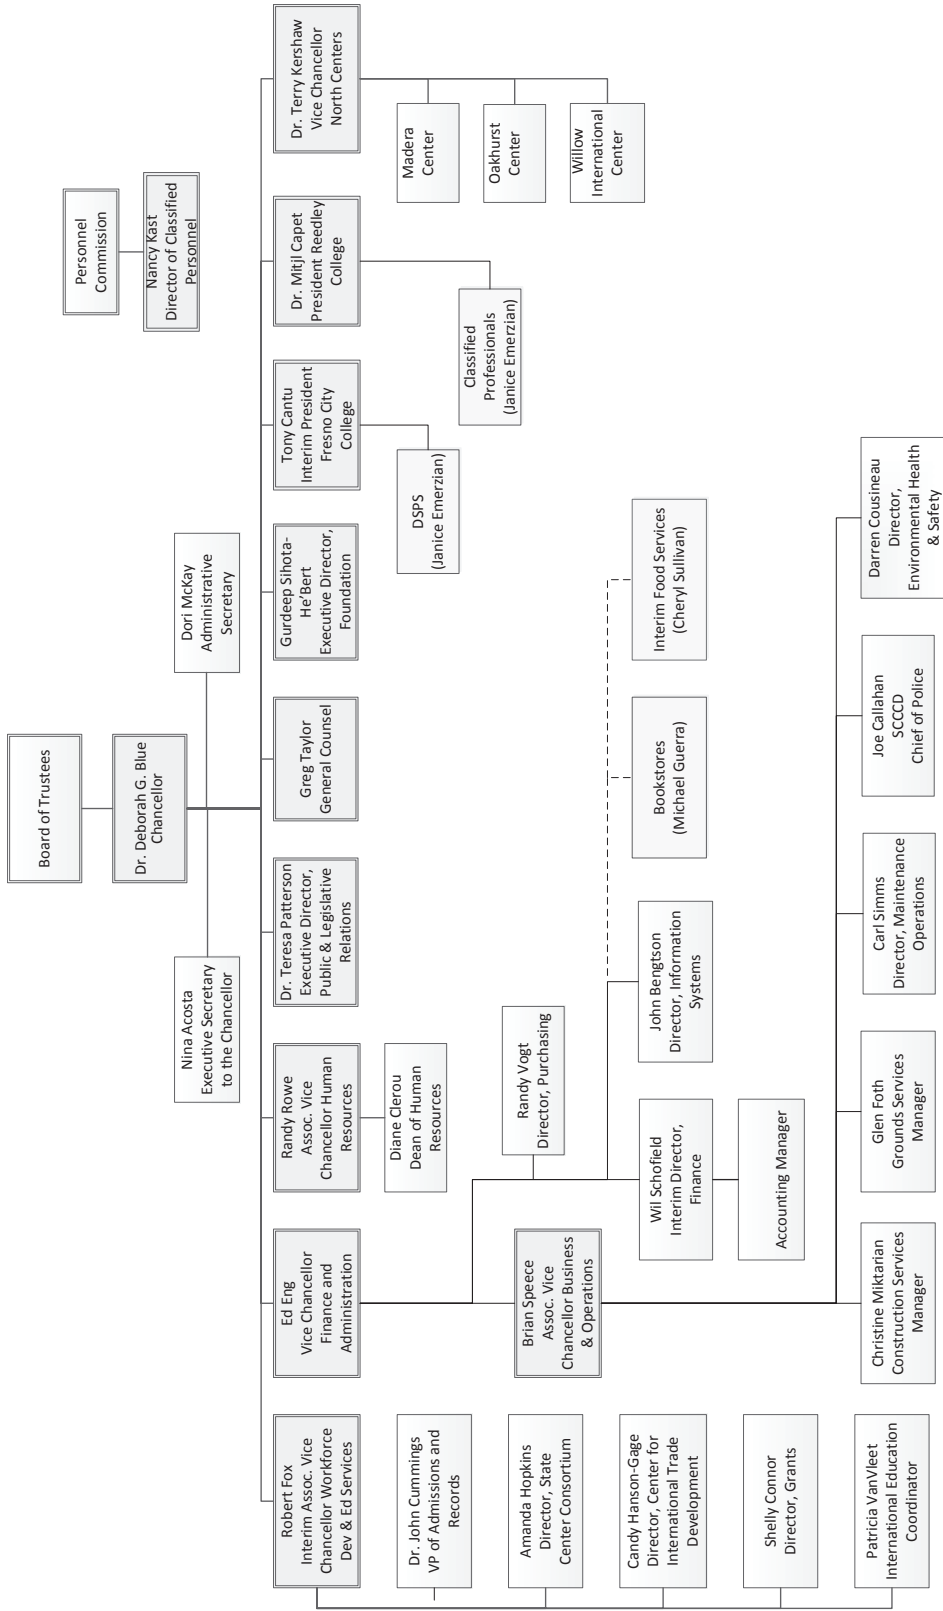 Board of Trustees
Dr. Deborah G. Blue
Chancellor
Personnel
Commission
Nancy Kast
Director of Classified
Personnel
Nina Acosta
Executive Secretary
to the Chancellor
Dori McKay
Administrative
Secretary
Robert Fox
Interim Assoc. Vice
Chancellor Workforce
Dev & Ed Services
Ed Eng
Vice Chancellor
Finance and
Administration
Randy Rowe
Assoc. Vice
Chancellor Human
Resources
Dr. Teresa Patterson
Executive Director,
Public & Legislative
Relations
Greg Taylor
General Counsel
Gurdeep Sihota-
He’Bert
Executive Director,
Foundation
Tony Cantu
Interim President
Fresno City
College
Dr. Mitjl Capet
President Reedley
College
Dr. Terry Kershaw
Vice Chancellor
North Centers
Dr. John Cummings
VP of Admissions and
Records
Diane Clerou
Dean of Human
Resources
DSPS
(Janice Emerzian)
Classified
Professionals
(Janice Emerzian)
Madera
Center
Oakhurst
Center
Willow
International
Center
Amanda Hopkins
Director, State
Center Consortium
Brian Speece
Assoc. Vice
Chancellor Business
& Operations
Randy Vogt
Director, Purchasing
Candy Hanson-Gage
Director, Center for
International Trade
Development
Wil Schofield
Interim Director,
Finance
John Bengtson
Director, Information
Systems
Bookstores
(Michael Guerra)
Interim Food Services
(Cheryl Sullivan)
Shelly Connor
Director, Grants
Accounting Manager
Patricia VanVleet
International Education
Coordinator
Christine Miktarian
Construction Services
Manager
Glen Foth
Grounds Services
Manager
Carl Simms
Director, Maintenance
Operations
Joe Callahan
SCCCD
Chief of Police
Darren Cousineau
Director,
Environmental Health
& Safety